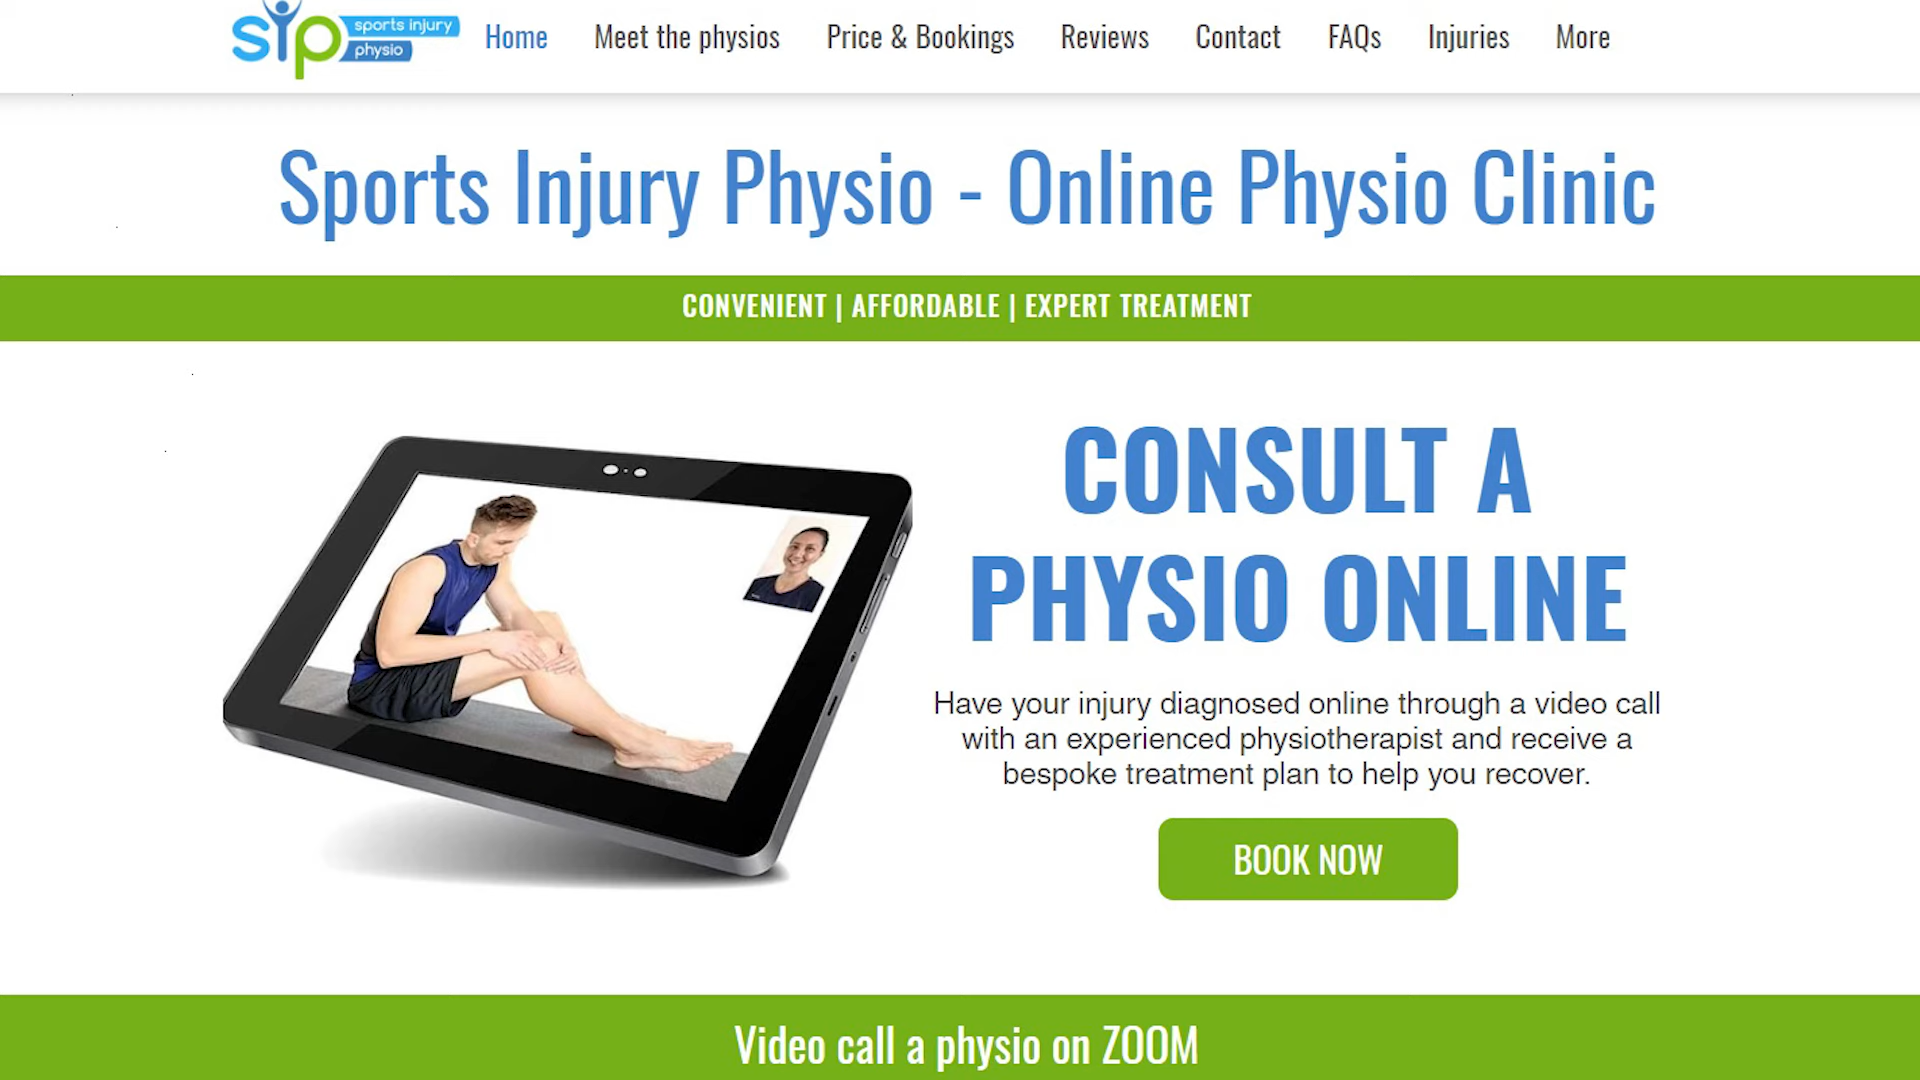 sip sports injury
physio
Home Meet the physios Price & Bookings Reviews Contact FAQs Injuries More
Sports Injury Physio - Online Physio Clinic
CONVENIENT | AFFORDABLE | EXPERT TREATMENT
CONSULT A
PHYSIO ONLINE
Have your injury diagnosed online through a video call
with an experienced physiotherapist and receive a
bespoke treatment plan to help you recover.
BOOK NOW
Video call a physio on ZOOM